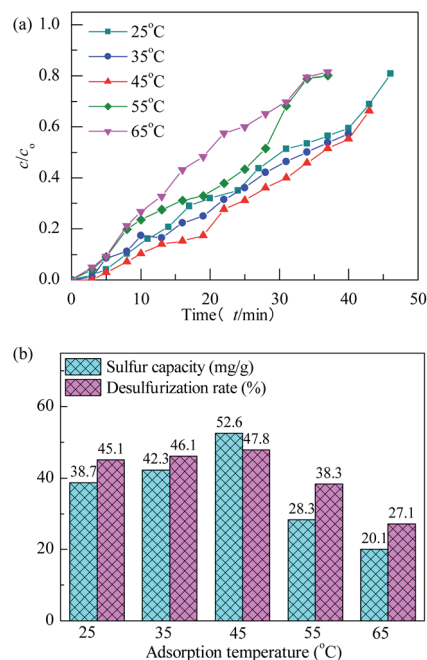 (a)
25°C
35°C
45°C
55°C
65°C
1.0
0.8
0.6
0.4
0.2
0.0
c/cₒ
0 10 20 30 40 50
Time( t/min)
(b)
Sulfur capacity (mg/g)
Desulfurization rate (%)
60
40
20
0
38.7 45.1 42.3 46.1 52.6 47.8 28.3 38.3 20.1 27.1
25 35 45 55 65
Adsorption temperature (°C)